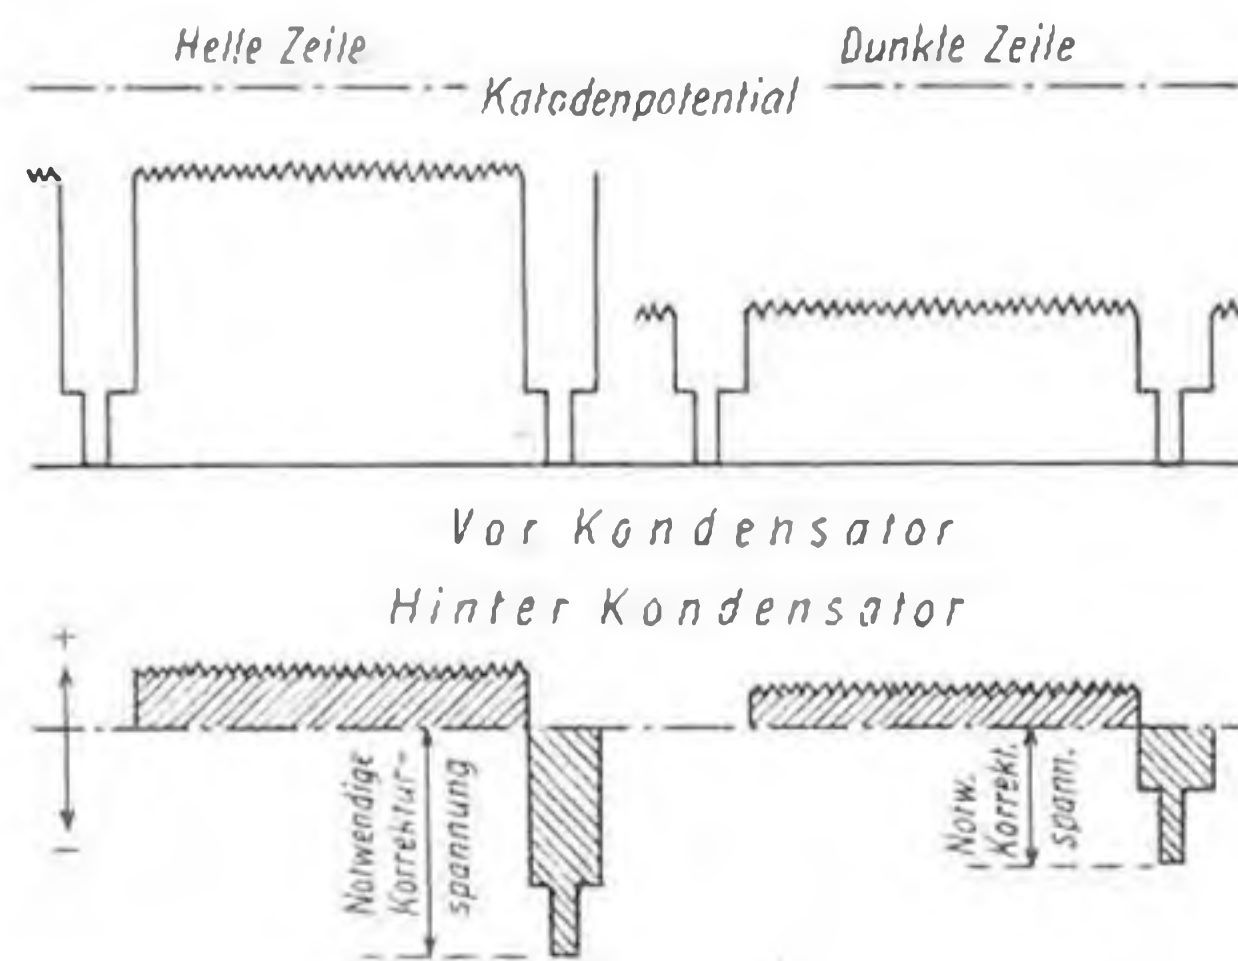 Helle Zeile
Dunkle Zeile
Katodenpotential
Vor Kondensator
Hinter Kondensator
+
−
Notwendige
Korrektur-
spannung
Notw.
Korrekt.
spann.